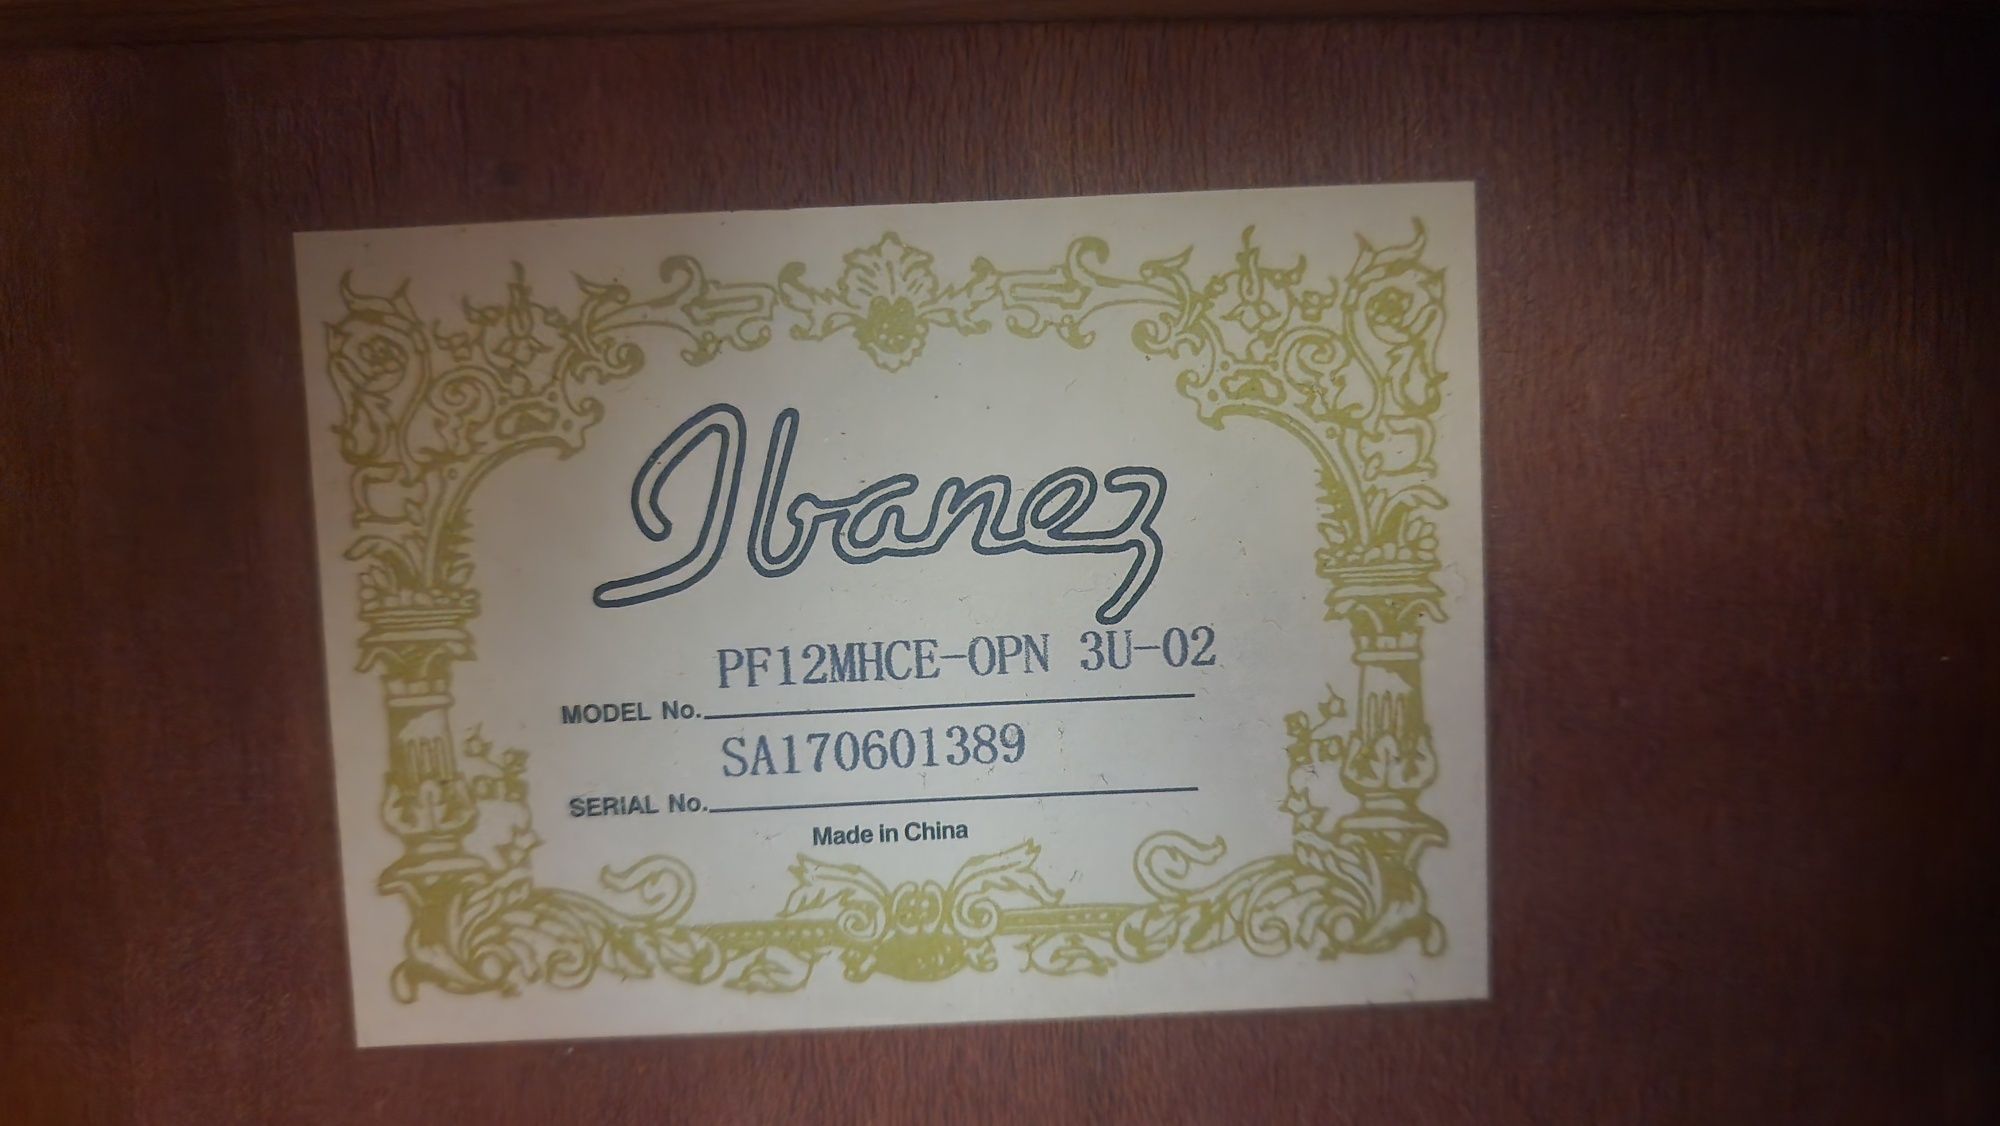 Ibanez
PF12MHCE-OPN 3U-02
MODEL No.
SA170601389
SERIAL No.
Made in China